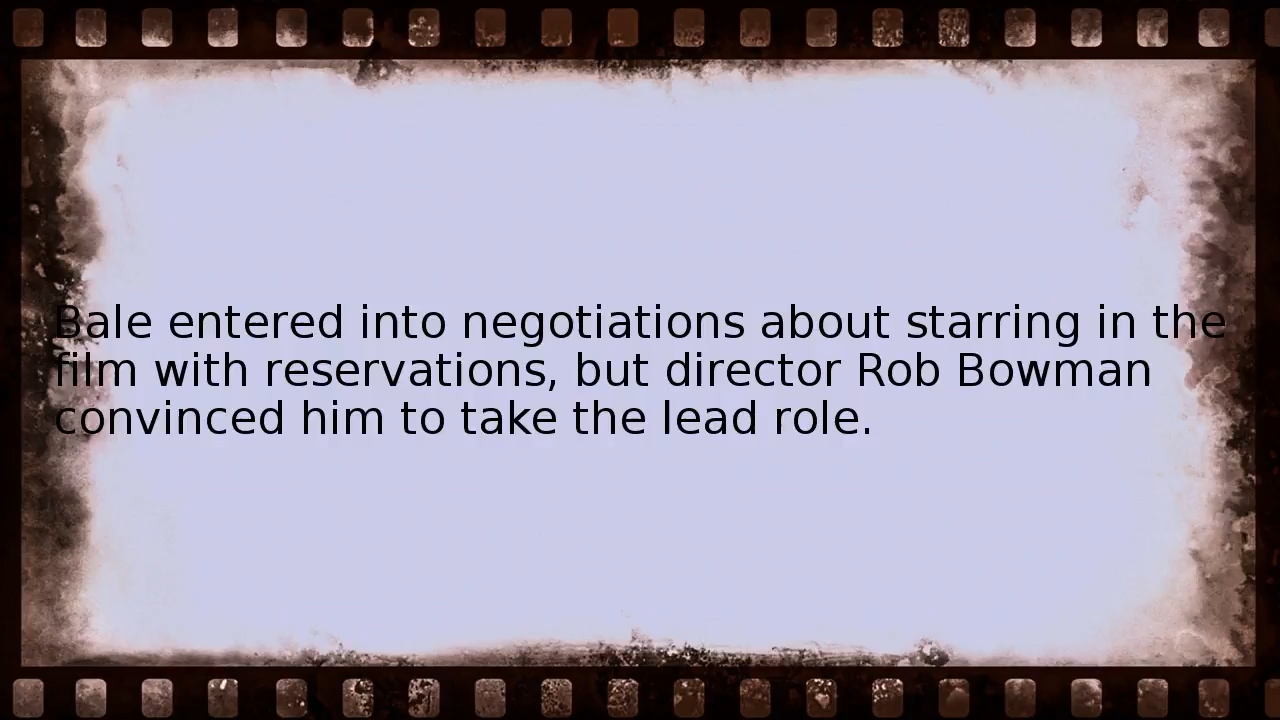 Bale entered into negotiations about starring in the
film with reservations, but director Rob Bowman
convinced him to take the lead role.